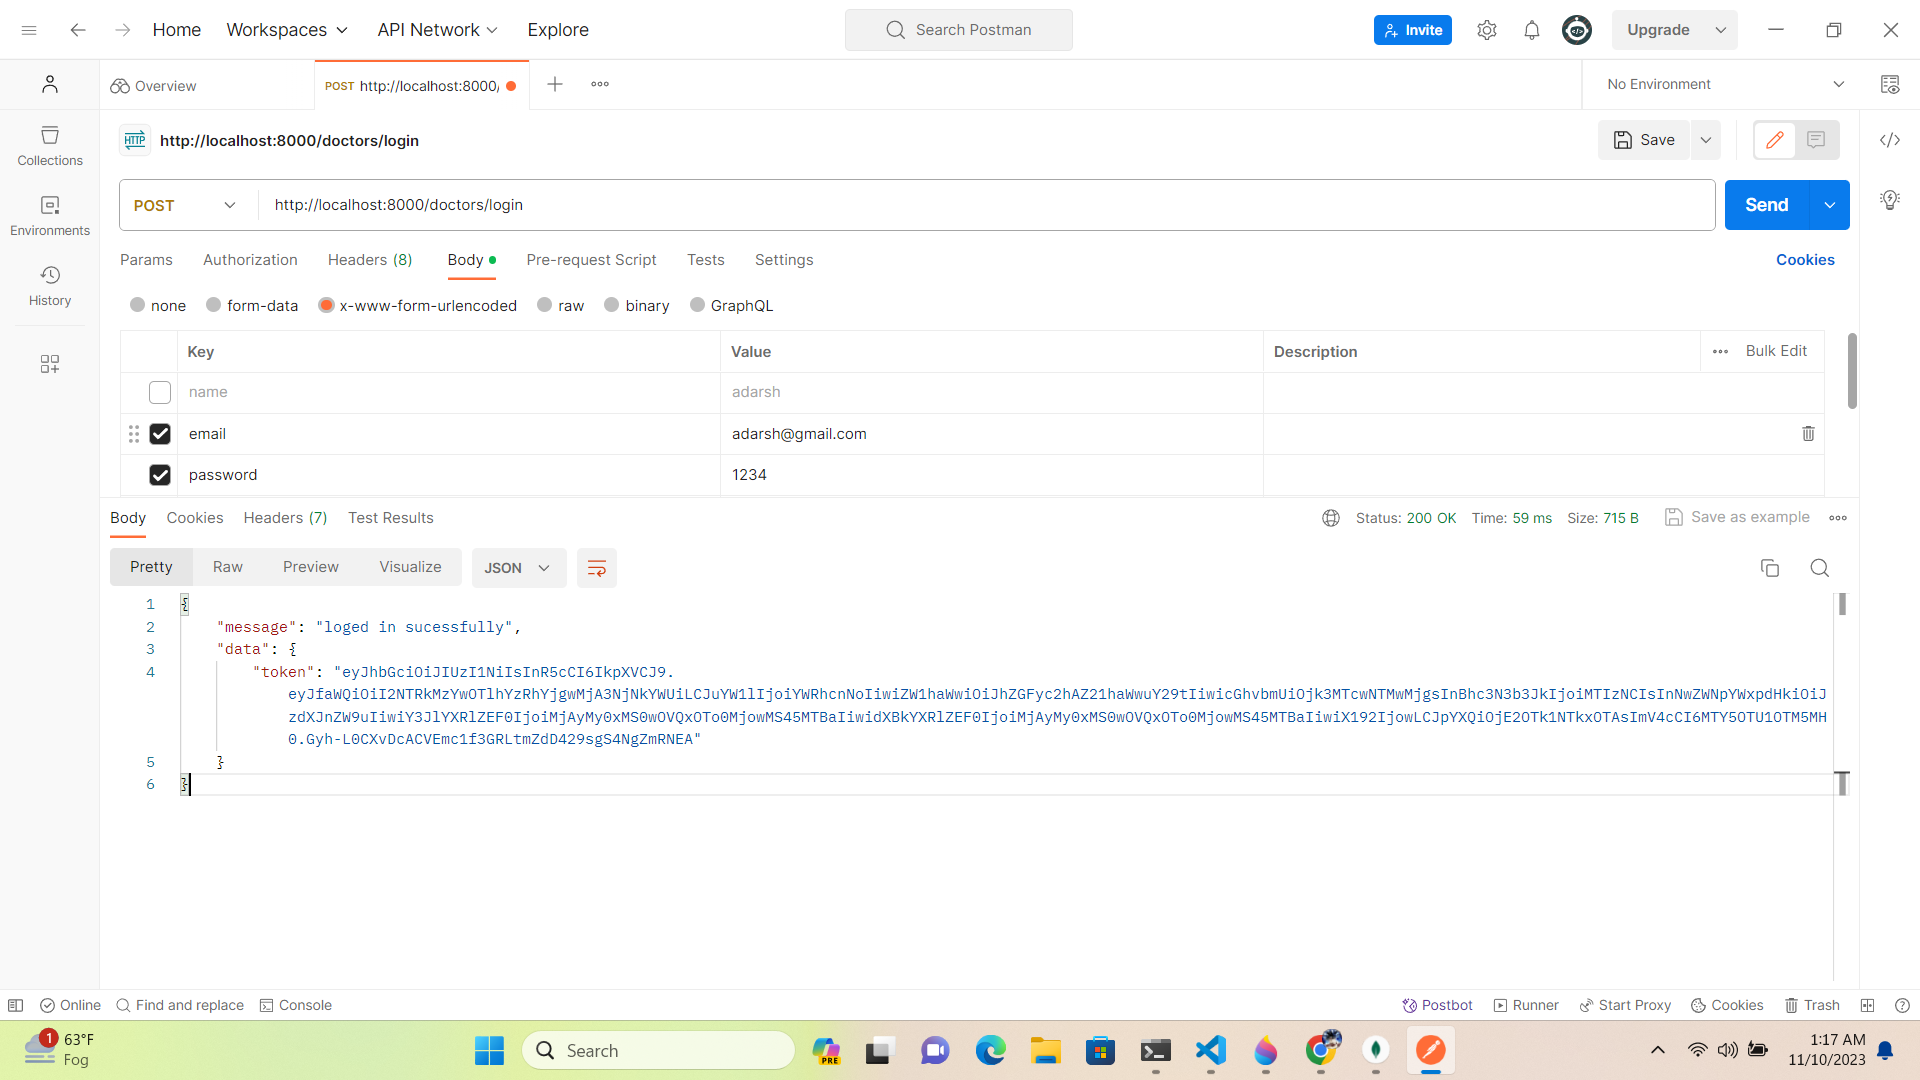 Home Workspaces API Network Explore Search Postman Invite Upgrade
Overview POST http://localhost:8000/ No Environment
HTTP http://localhost:8000/doctors/login Save
Collections
POST http://localhost:8000/doctors/login Send
Environments
Params Authorization Headers (8) Body Pre-request Script Tests Settings Cookies
History
none form-data x-www-form-urlencoded raw binary GraphQL
Key Value Description Bulk Edit
name adarsh
email adarsh@gmail.com
password 1234
Body Cookies Headers (7) Test Results Status: 200 OK Time: 59 ms Size: 715 B Save as example
Pretty Raw Preview Visualize JSON
1 {
2 "message": "loged in sucessfully",
3 "data": {
4 "token": "eyJhbGciOiJIUzI1NiIsInR5cCI6IkpXVCJ9.
eyJfaWQiOiI2NTRkMzYwOTlhYzRhYjgwMjA3NjNkYWUiLCJuYW1lIjoiYWRhcnNoIiwiZW1haWwiOiJhZGFyc2hAZ21haWwuY29tIiwicGhvbmUiOjk3MTcwNTMwMjgsInBhc3N3b3JkIjoiMTIzNCIsInNwZWNpYWxpdHkiOiJ
zdXJnZW9uIiwiY3JlYXRlZEF0IjoiMjAyMy0xMS0wOVQxOTo0MjowMS45MTBaIiwidXBkYXRlZEF0IjoiMjAyMy0xMS0wOVQxOTo0MjowMS45MTBaIiwiX192IjowLCJpYXQiOjE2OTk1NTkxOTAsImV4cCI6MTY5OTU1OTM5MH
0.Gyh-L0CXvDcACVEmc1f3GRLtmZdD429sgS4NgZmRNEA"
5 }
6 }
Online Find and replace Console Postbot Runner Start Proxy Cookies Trash
1 63°F
Fog
Search
PRE
1:17 AM
11/10/2023